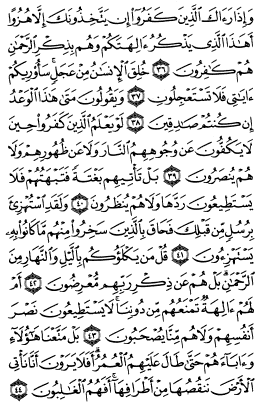 وَإِذَا رَءَاكَ ٱلَّذِينَ كَفَرُوٓاْ إِن يَتَّخِذُونَكَ إِلَّا هُزُوًا
أَهَٰذَا ٱلَّذِي يَذۡكُرُ ءَالِهَتَكُمۡ وَهُم بِذِكۡرِ ٱلرَّحۡمَٰنِ
هُمۡ كَٰفِرُونَ ٣٦ خُلِقَ ٱلۡإِنسَٰنُ مِنۡ عَجَلٖۚ سَأُوْرِيكُمۡ
ءَايَٰتِي فَلَا تَسۡتَعۡجِلُونِ ٣٧ وَيَقُولُونَ مَتَىٰ هَٰذَا ٱلۡوَعۡدُ
إِن كُنتُمۡ صَٰدِقِينَ ٣٨ لَوۡ يَعۡلَمُ ٱلَّذِينَ كَفَرُواْ حِينَ
لَا يَكُفُّونَ عَن وُجُوهِهِمُ ٱلنَّارَ وَلَا عَن ظُهُورِهِمۡ وَلَا
هُمۡ يُنصَرُونَ ٣٩ بَلۡ تَأۡتِيهِم بَغۡتَةٗ فَتَبۡهَتُهُمۡ فَلَا
يَسۡتَطِيعُونَ رَدَّهَا وَلَا هُمۡ يُنظَرُونَ ٤٠ وَلَقَدِ ٱسۡتُهۡزِئَ
بِرُسُلٖ مِّن قَبۡلِكَ فَحَاقَ بِٱلَّذِينَ سَخِرُواْ مِنۡهُم مَّا كَانُواْ بِهِۦ
يَسۡتَهۡزِءُونَ ٤١ قُلۡ مَن يَكۡلَؤُكُم بِٱلَّيۡلِ وَٱلنَّهَارِ مِنَ
ٱلرَّحۡمَٰنِۚ بَلۡ هُمۡ عَن ذِكۡرِ رَبِّهِم مُّعۡرِضُونَ ٤٢ أَمۡ
لَهُمۡ ءَالِهَةٞ تَمۡنَعُهُم مِّن دُونِنَاۚ لَا يَسۡتَطِيعُونَ نَصۡرَ
أَنفُسِهِمۡ وَلَا هُم مِّنَّا يُصۡحَبُونَ ٤٣ بَلۡ مَتَّعۡنَا هَٰٓؤُلَآءِ
وَءَابَآءَهُمۡ حَتَّىٰ طَالَ عَلَيۡهِمُ ٱلۡعُمُرُۗ أَفَلَا يَرَوۡنَ أَنَّا نَأۡتِي
ٱلۡأَرۡضَ نَنقُصُهَا مِنۡ أَطۡرَافِهَآۚ أَفَهُمُ ٱلۡغَٰلِبُونَ ٤٤